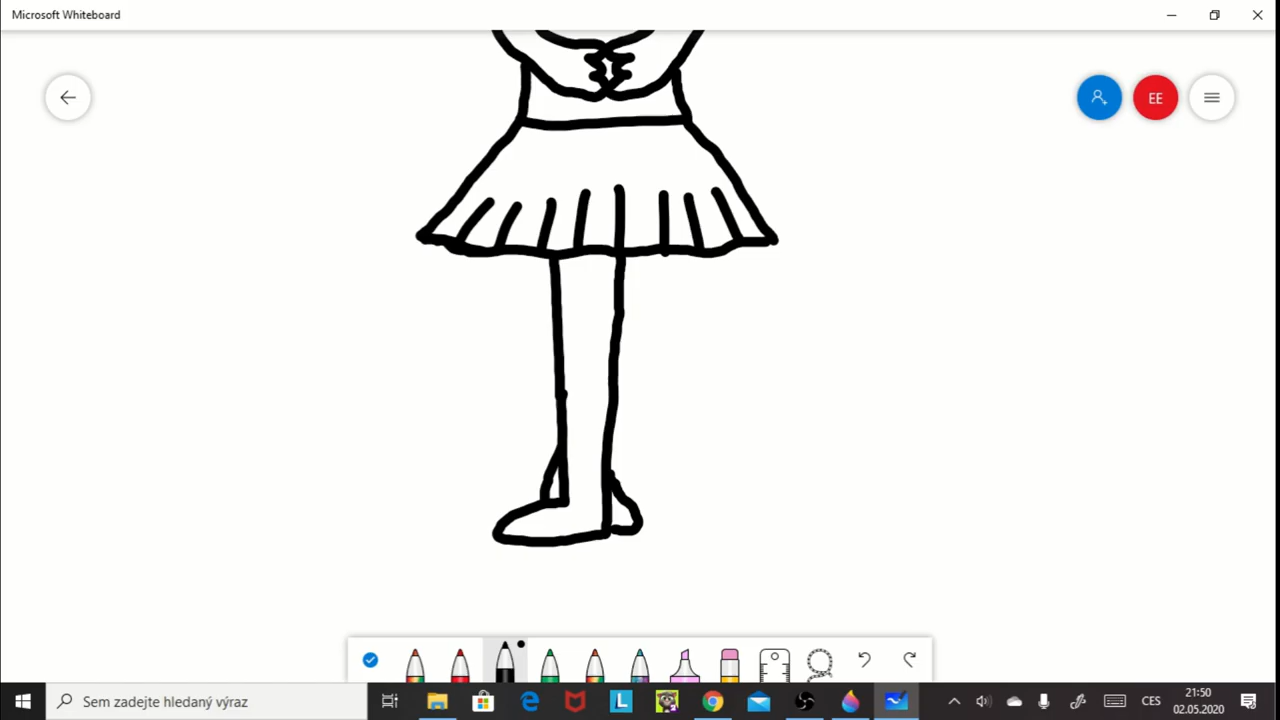 Microsoft Whiteboard
EE
Sem zadejte hledaný výraz
L
CES
21:50
02.05.2020